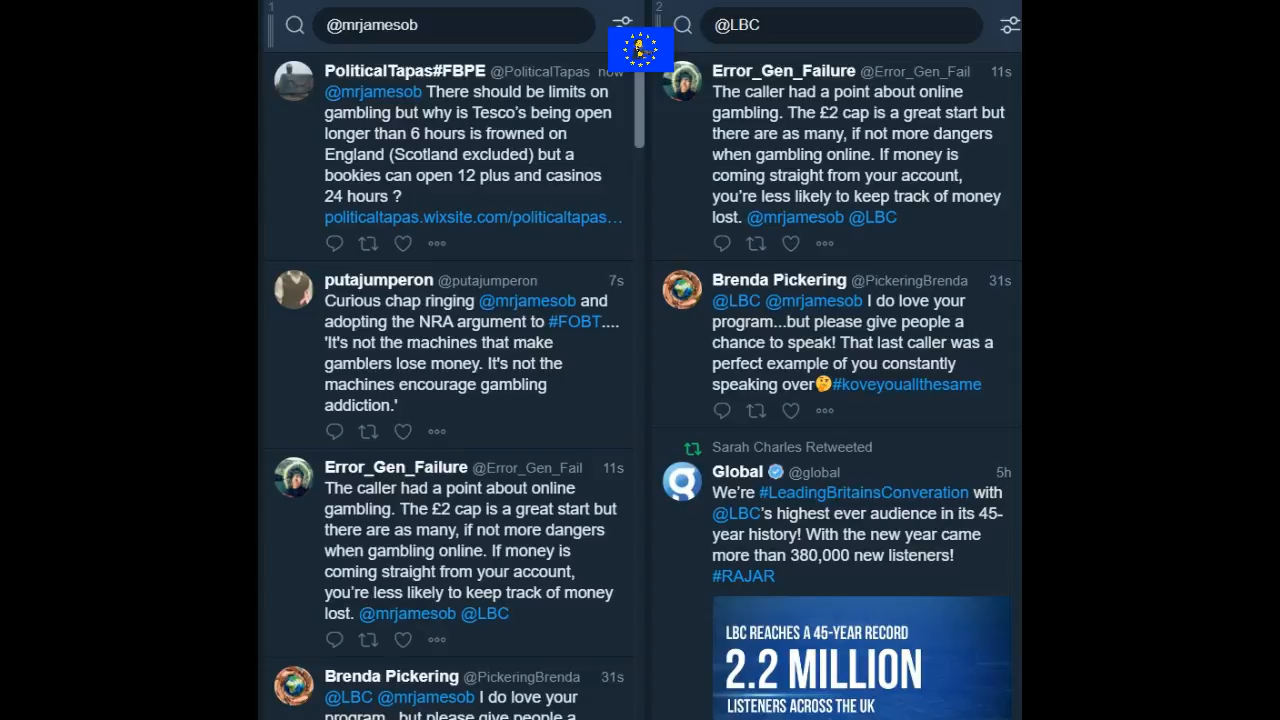 1
@mrjamesob
PoliticalTapas#FBPE @PoliticalTapas now
@mrjamesob There should be limits on
gambling but why is Tesco's being open
longer than 6 hours is frowned on
England (Scotland excluded) but a
bookies can open 12 plus and casinos
24 hours ?
politicaltapas.wixsite.com/politicaltapas…
putajumperon @putajumperon 7s
Curious chap ringing @mrjamesob and
adopting the NRA argument to #FOBT....
'It's not the machines that make
gamblers lose money. It's not the
machines encourage gambling
addiction.'
Error_Gen_Failure @Error_Gen_Fail 11s
The caller had a point about online
gambling. The £2 cap is a great start but
there are as many, if not more dangers
when gambling online. If money is
coming straight from your account,
you're less likely to keep track of money
lost. @mrjamesob @LBC
Brenda Pickering @PickeringBrenda 31s
@LBC @mrjamesob I do love your
program...but please give people a
2
@LBC
Error_Gen_Failure @Error_Gen_Fail 11s
The caller had a point about online
gambling. The £2 cap is a great start but
there are as many, if not more dangers
when gambling online. If money is
coming straight from your account,
you're less likely to keep track of money
lost. @mrjamesob @LBC
Brenda Pickering @PickeringBrenda 31s
@LBC @mrjamesob I do love your
program...but please give people a
chance to speak! That last caller was a
perfect example of you constantly
speaking over🤔#koveyouallthesame
Sarah Charles Retweeted
Global @global 5h
We're #LeadingBritainsConveration with
@LBC's highest ever audience in its 45-
year history! With the new year came
more than 380,000 new listeners!
#RAJAR
LBC REACHES A 45-YEAR RECORD
2.2 MILLION
LISTENERS ACROSS THE UK